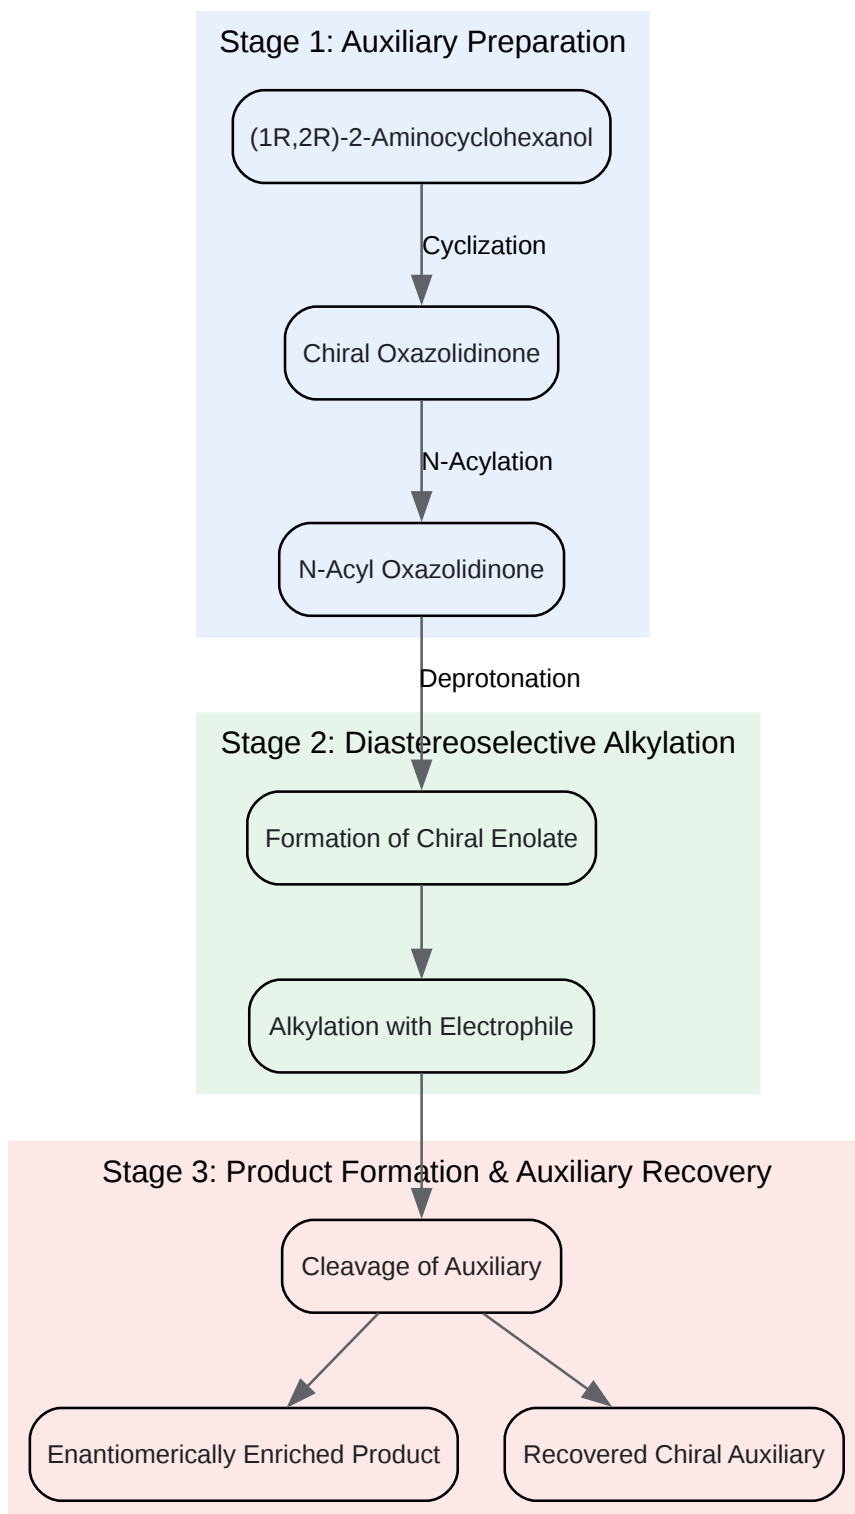 Stage 1: Auxiliary Preparation
(1R,2R)-2-Aminocyclohexanol
Cyclization
Chiral Oxazolidinone
N-Acylation
N-Acyl Oxazolidinone
Deprotonation
Stage 2: Diastereoselective Alkylation
Formation of Chiral Enolate
Alkylation with Electrophile
Stage 3: Product Formation & Auxiliary Recovery
Cleavage of Auxiliary
Enantiomerically Enriched Product
Recovered Chiral Auxiliary